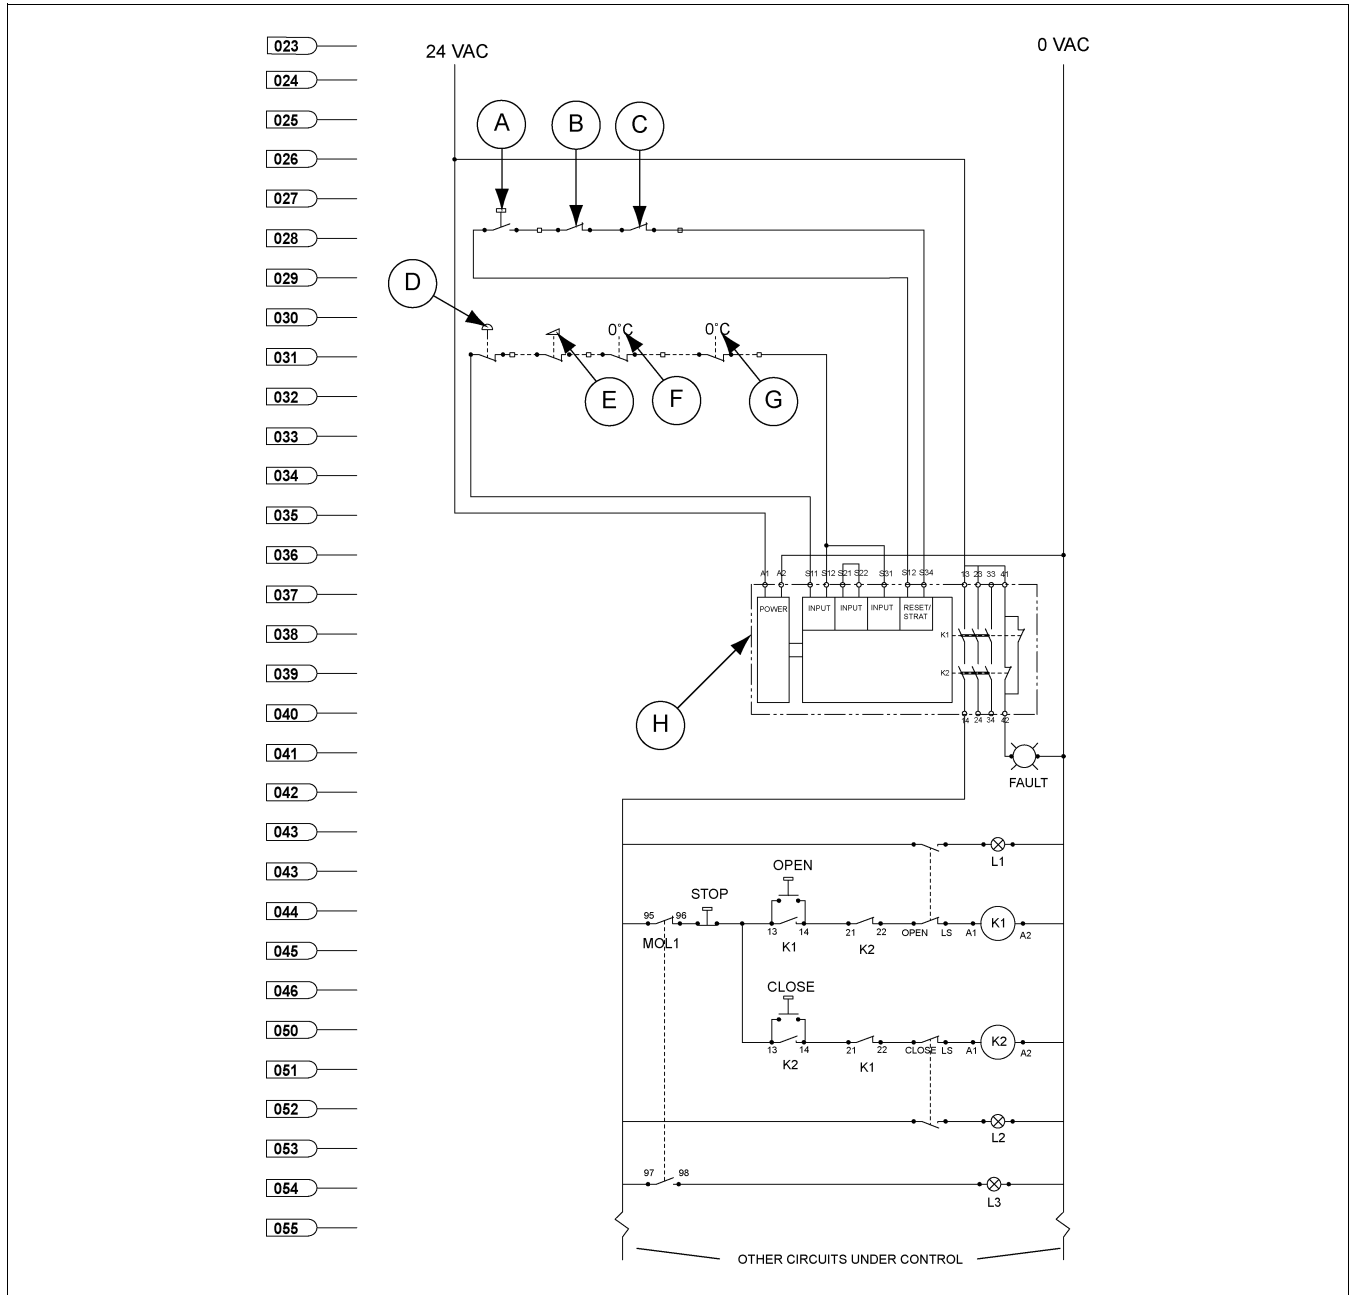 023
24 VAC
0 VAC
024
025
A
B
C
026
027
028
029
D
030
0°C
0°C
031
032
E
F
G
033
034
035
036
A1 A2 S11 S12 S21 S22 S31 S12 S34 13 23 33 41
037
POWER
INPUT
INPUT
INPUT
RESET/
STRAT
038
K1
039
K2
H
040
14 24 34 42
041
FAULT
042
043
L1
043
OPEN
STOP
044
95 96
K1
MOL1
13 14
21 22
OPEN LS A1
A2
K1
K2
045
046
CLOSE
050
K2
13 14
21 22
CLOSE LS A1
A2
K2
K1
051
052
L2
053
97 98
054
L3
055
OTHER CIRCUITS UNDER CONTROL